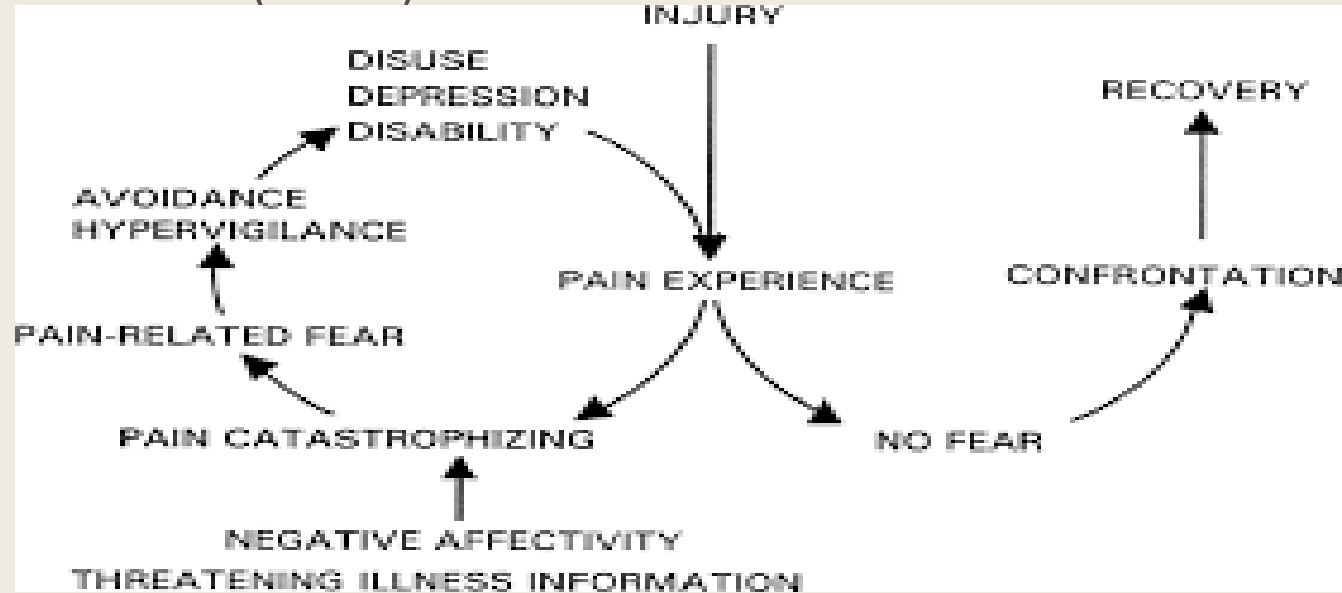 INJURY
DISUSE
DEPRESSION
DISABILITY
RECOVERY
AVOIDANCE
HYPERVIGILANCE
PAIN EXPERIENCE
CONFRONTATION
PAIN-RELATED FEAR
PAIN CATASTROPHIZING
NO FEAR
NEGATIVE AFFECTIVITY
THREATENING ILLNESS INFORMATION